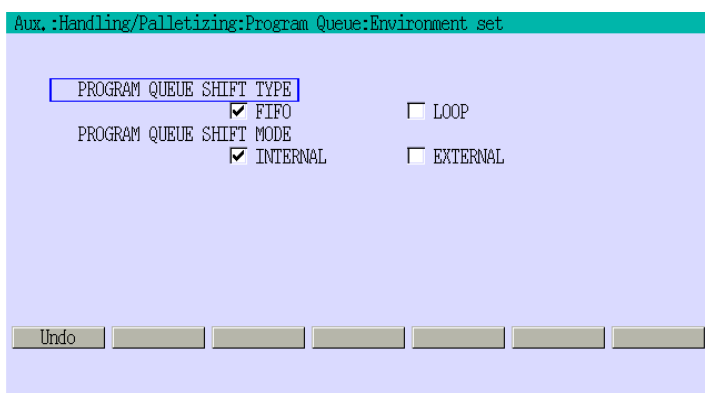 Aux.:Handling/Palletizing:Program Queue:Environment set
PROGRAM QUEUE SHIFT TYPE
FIFO LOOP
PROGRAM QUEUE SHIFT MODE
INTERNAL EXTERNAL
Undo